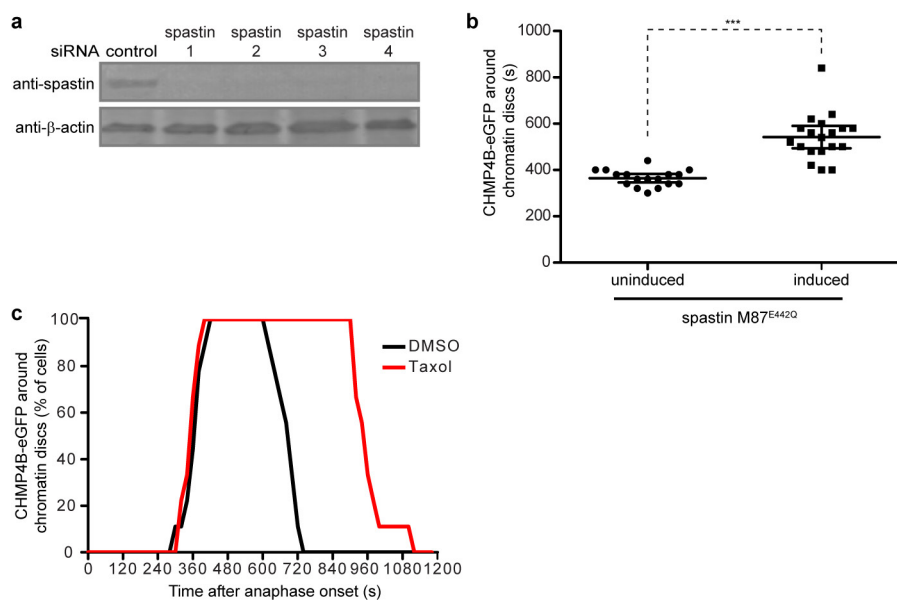 a
spastin spastin spastin spastin
siRNA control 1 2 3 4
anti-spastin
anti-β-actin
b
CHMP4B-eGFP around
chromatin discs (s)
1000
800
600
400
200
0
***
uninduced induced
spastin M87E442Q
c
CHMP4B-eGFP around
chromatin discs (% of cells)
100
80
60
40
20
0
DMSO
Taxol
0 120 240 360 480 600 720 840 960 1080 1200
Time after anaphase onset (s)